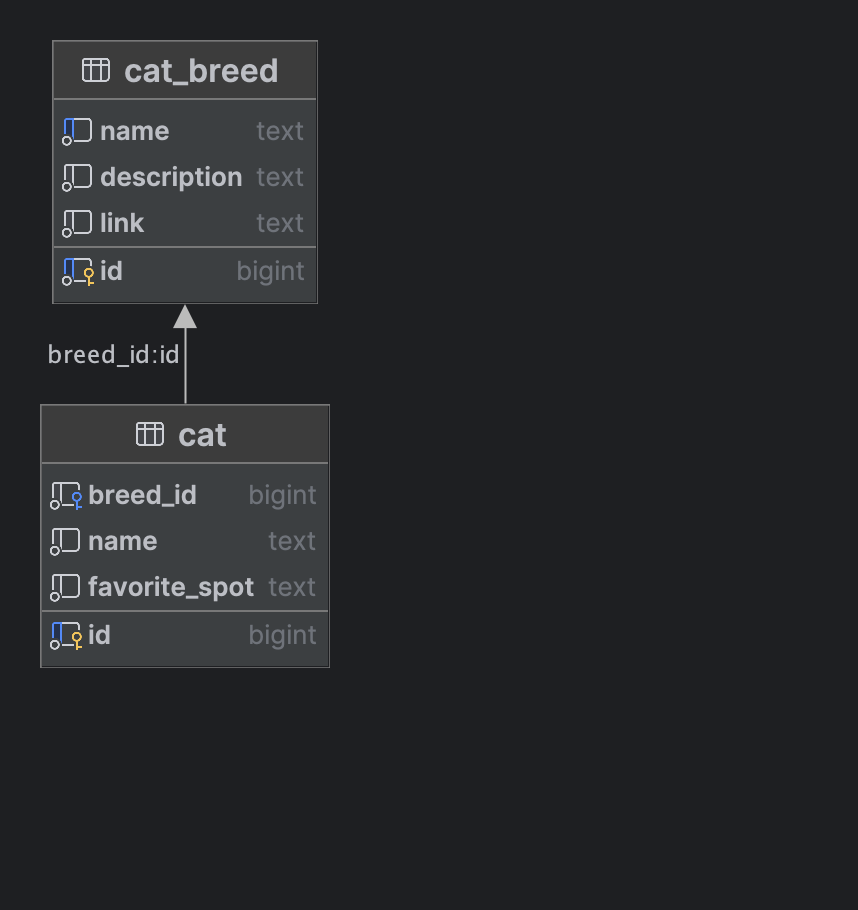 cat_breed
name text
description text
link text
id bigint
breed_id:id
cat
breed_id bigint
name text
favorite_spot text
id bigint